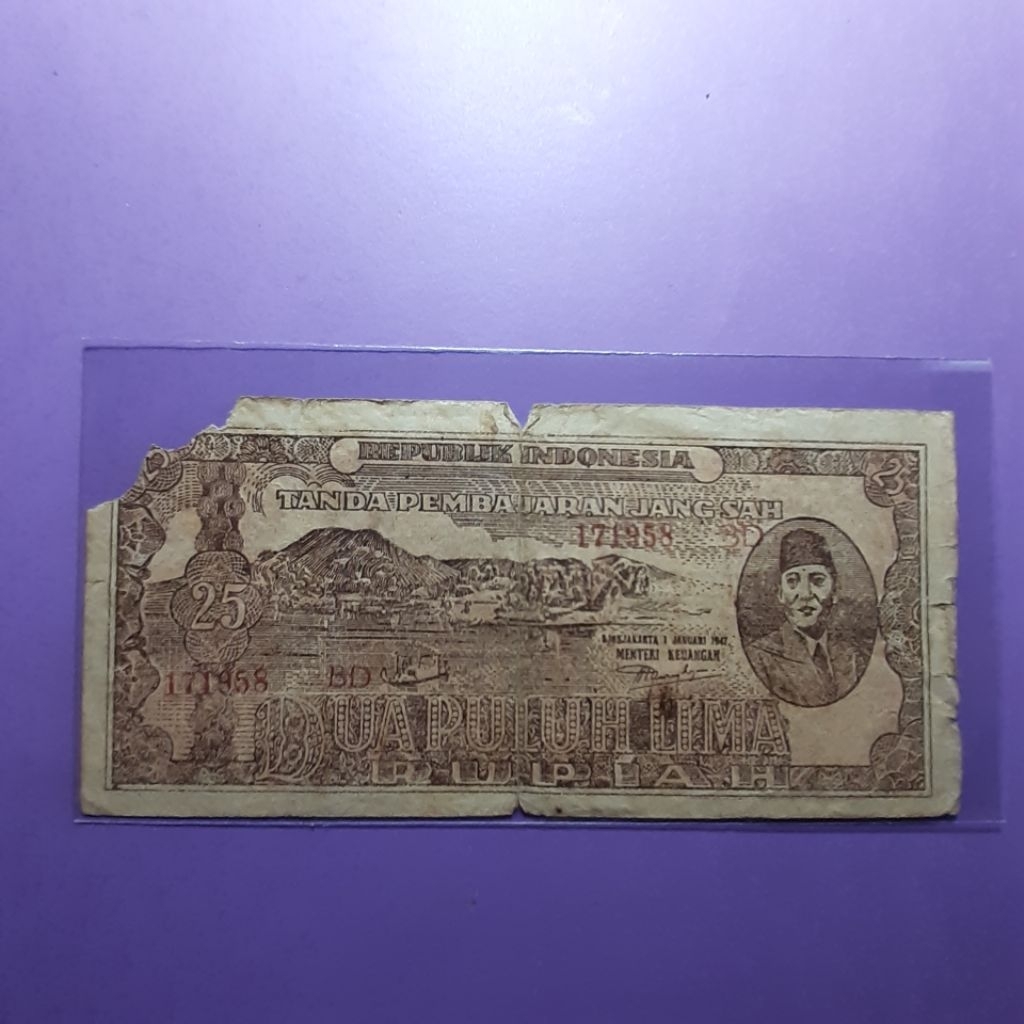 REPUBLIK INDONESIA
TANDA PEMBAJARAN JANG SAH
171958 BD
25
DJOKJAKARTA 1 JANUARI 1947
MENTERI KEUANGAN
171958 BD
DUA PULUH LIMA
RUPIAH